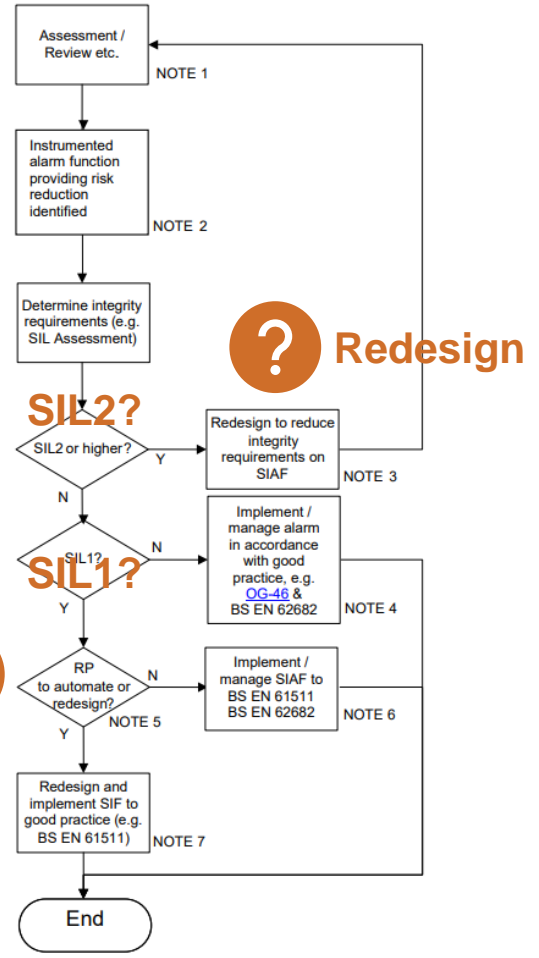 Assessment /
Review etc.
NOTE 1
Instrumented
alarm function
providing risk
reduction
identified
NOTE 2
Determine integrity
requirements (e.g.
SIL Assessment)
?
Redesign
SIL2?
SIL2 or higher?
Y
N
Redesign to reduce
integrity
requirements on
SIAF
NOTE 3
SIL1?
SIL1?
N
Y
Implement /
manage alarm
in accordance
with good
practice, e.g.
OG-46 &
BS EN 62682
NOTE 4
RP
to automate or
redesign?
N
NOTE 5
Y
Implement /
manage SIAF to
BS EN 61511
BS EN 62682
NOTE 6
Redesign and
implement SIF to
good practice (e.g.
BS EN 61511)
NOTE 7
End